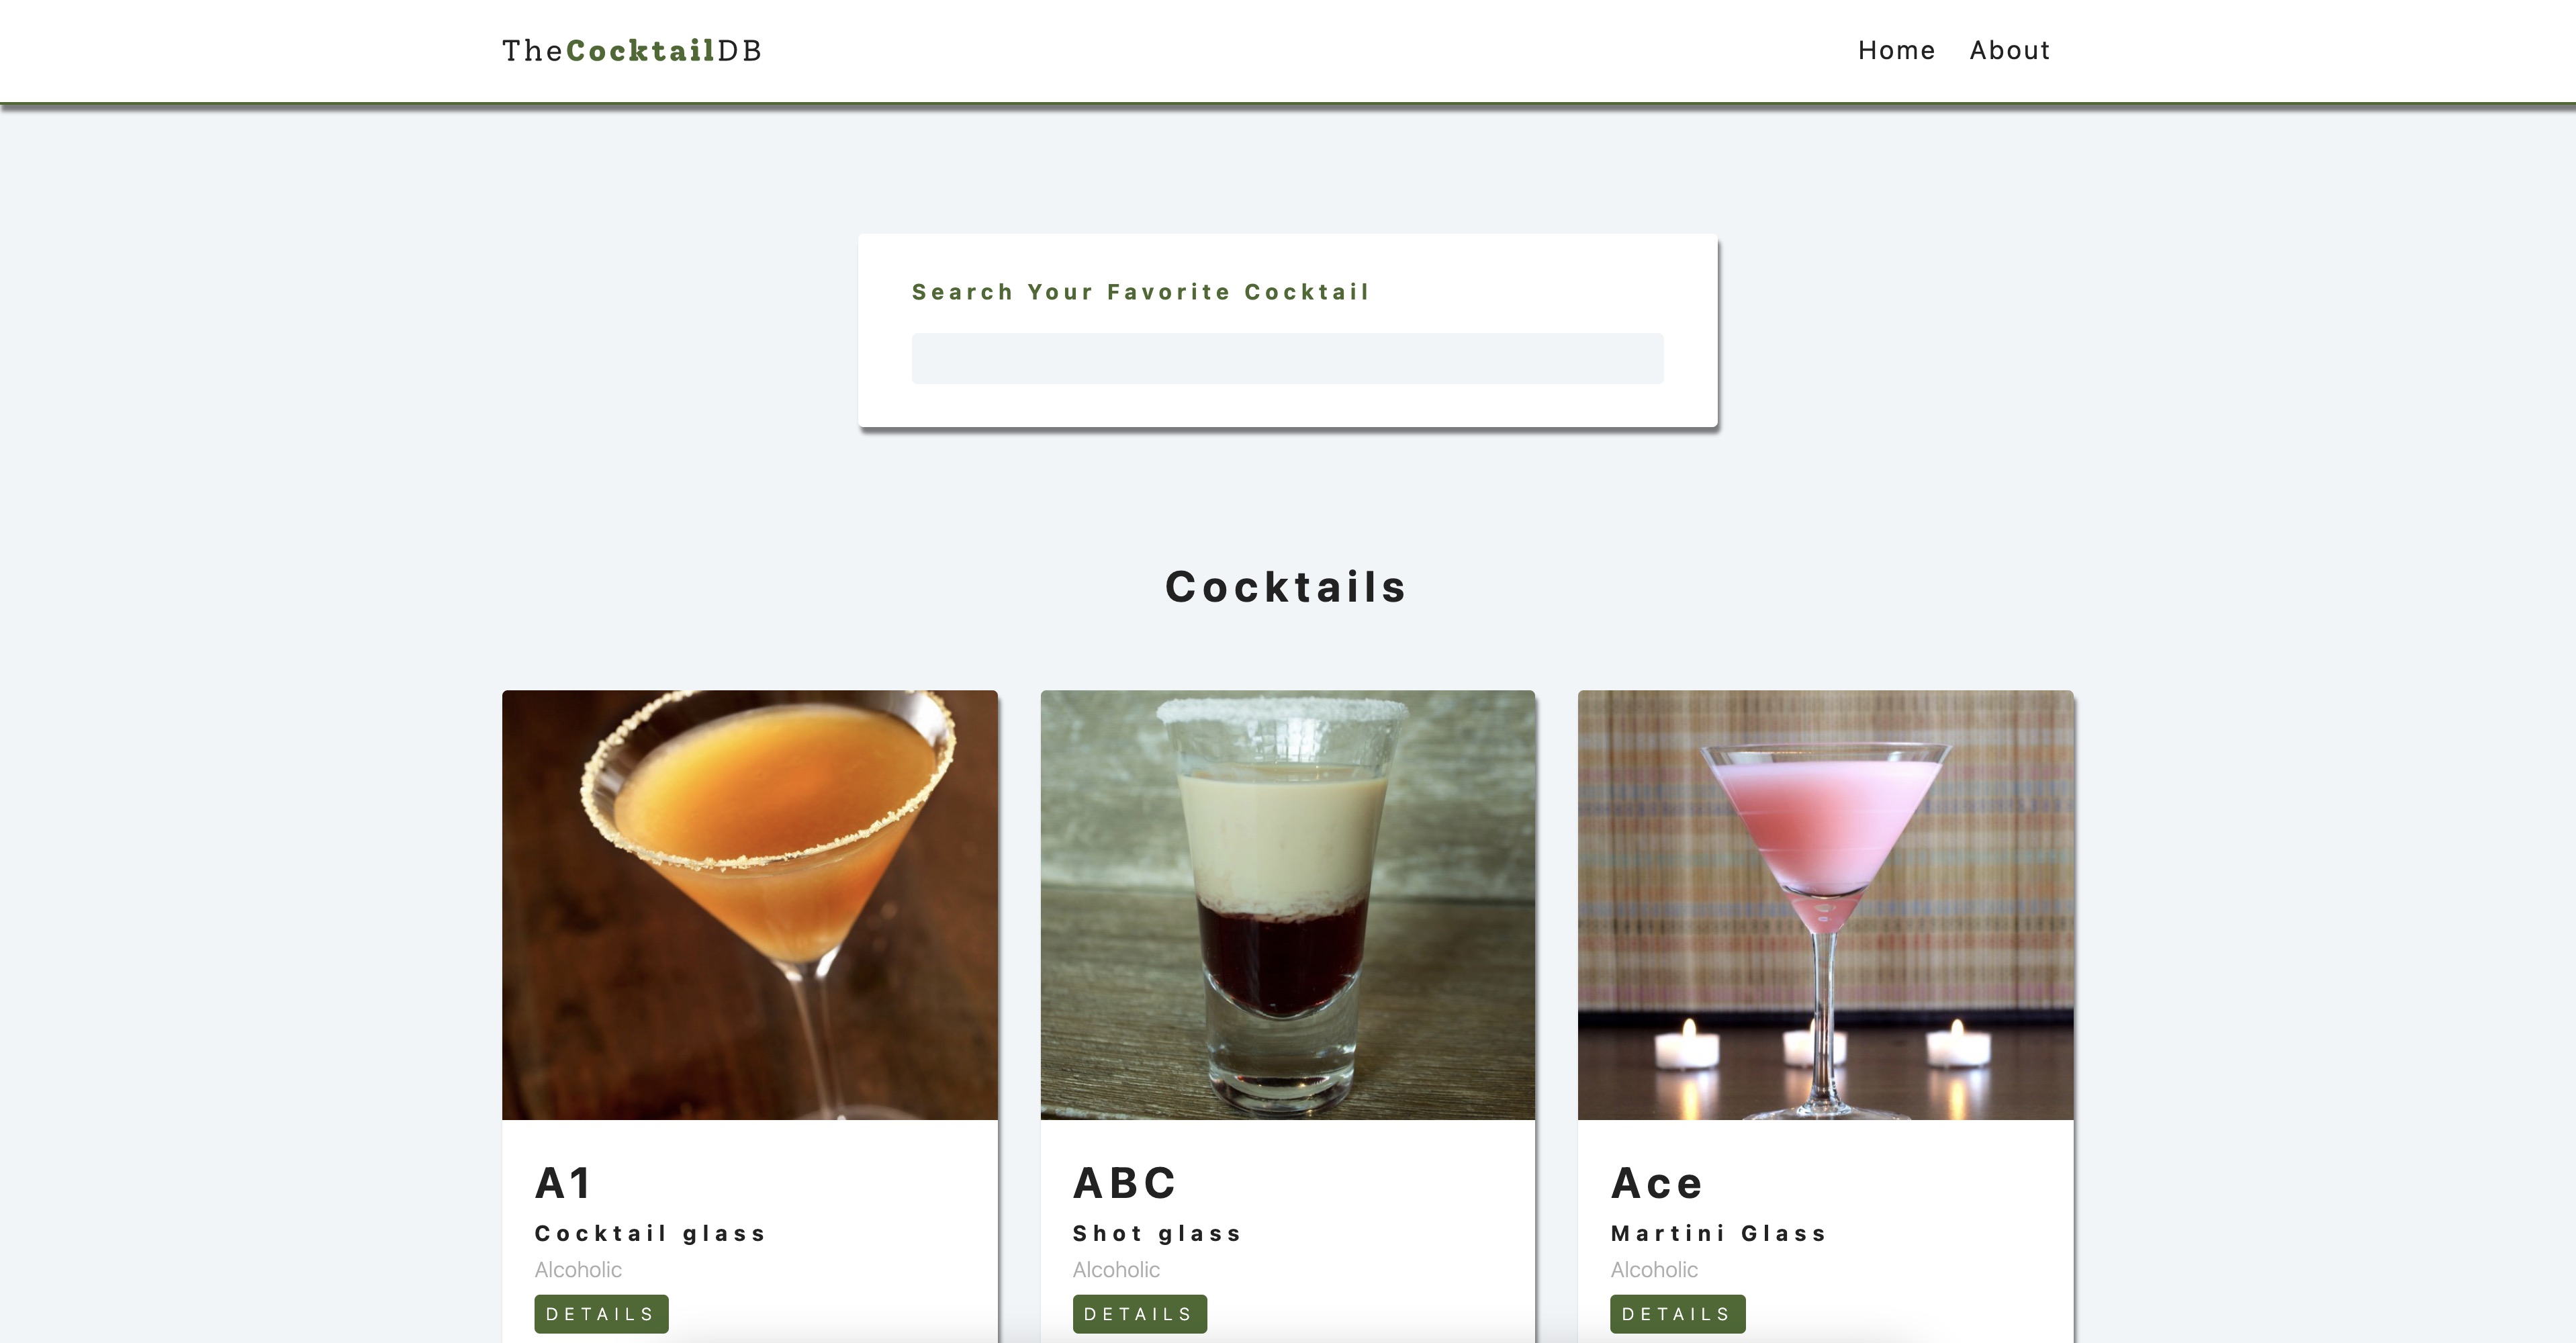 TheCocktailDB
Home About
Search Your Favorite Cocktail
Cocktails
A1
Cocktail glass
Alcoholic
DETAILS
ABC
Shot glass
Alcoholic
DETAILS
Ace
Martini Glass
Alcoholic
DETAILS